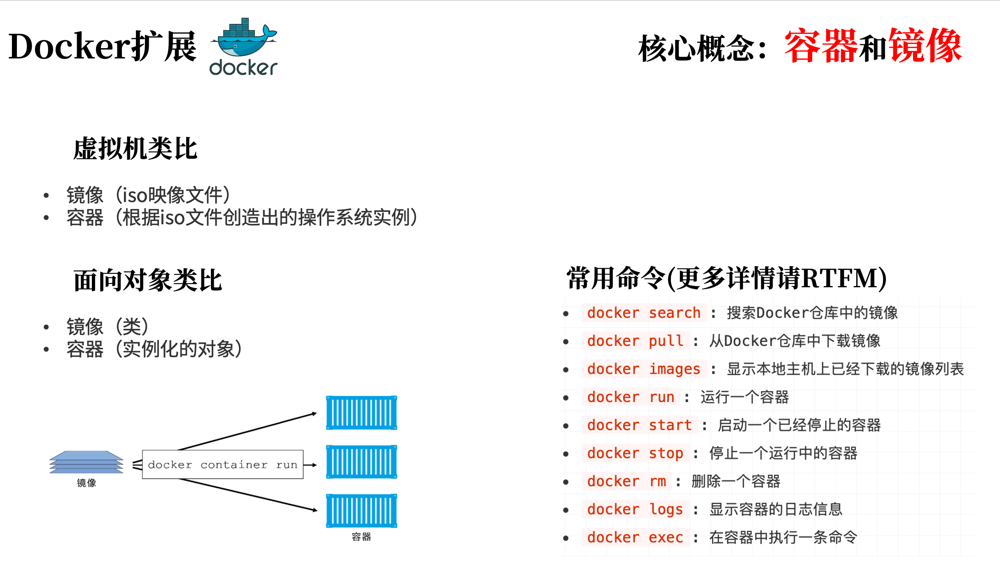 Docker扩展
docker
核心概念：容器和镜像
虚拟机类比
• 镜像（iso映像文件）
• 容器（根据iso文件创造出的操作系统实例）
面向对象类比
• 镜像（类）
• 容器（实例化的对象）
镜像
docker container run
容器
常用命令(更多详情请RTFM)
• docker search : 搜索Docker仓库中的镜像
• docker pull : 从Docker仓库中下载镜像
• docker images : 显示本地主机上已经下载的镜像列表
• docker run : 运行一个容器
• docker start : 启动一个已经停止的容器
• docker stop : 停止一个运行中的容器
• docker rm : 删除一个容器
• docker logs : 显示容器的日志信息
• docker exec : 在容器中执行一条命令